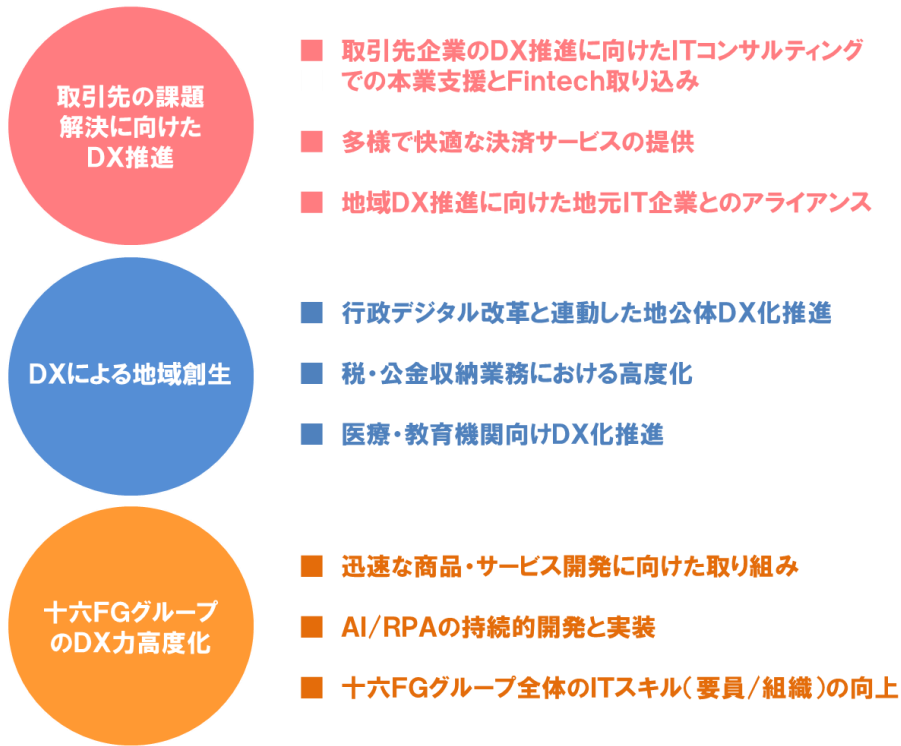 取引先の課題
解決に向けた
DX推進
■ 取引先企業のDX推進に向けたITコンサルティング
での本業支援とFintech取り込み
■ 多様で快適な決済サービスの提供
■ 地域DX推進に向けた地元IT企業とのアライアンス
DXによる地域創生
■ 行政デジタル改革と連動した地公体DX化推進
■ 税・公金収納業務における高度化
■ 医療・教育機関向けDX化推進
十六FGグループ
のDX力高度化
■ 迅速な商品・サービス開発に向けた取り組み
■ AI/RPAの持続的開発と実装
■ 十六FGグループ全体のITスキル(要員/組織)の向上